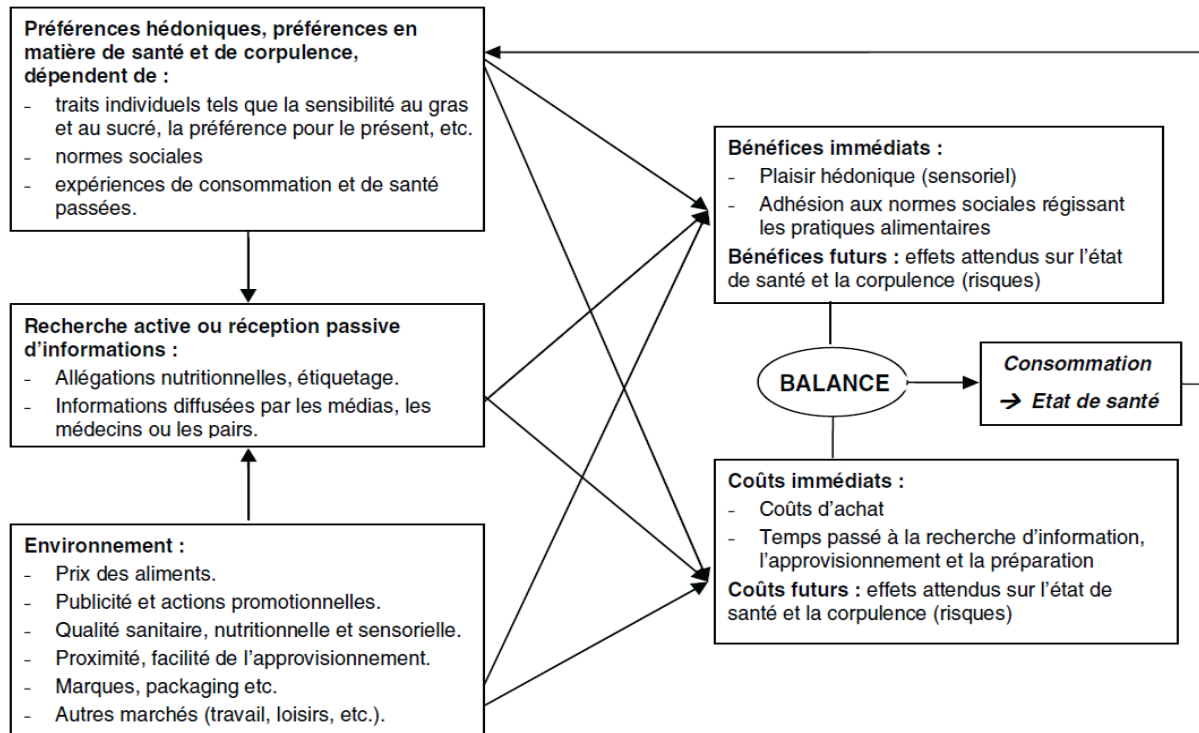 Préférences hédoniques, préférences en
matière de santé et de corpulence,
dépendent de :
- traits individuels tels que la sensibilité au gras
et au sucré, la préférence pour le présent, etc.
- normes sociales
- expériences de consommation et de santé
passées.
Recherche active ou réception passive
d'informations :
- Allégations nutritionnelles, étiquetage.
- Informations diffusées par les médias, les
médecins ou les pairs.
Environnement :
- Prix des aliments.
- Publicité et actions promotionnelles.
- Qualité sanitaire, nutritionnelle et sensorielle.
- Proximité, facilité de l'approvisionnement.
- Marques, packaging etc.
- Autres marchés (travail, loisirs, etc.).
Bénéfices immédiats :
- Plaisir hédonique (sensoriel)
- Adhésion aux normes sociales régissant
les pratiques alimentaires
Bénéfices futurs : effets attendus sur l'état
de santé et la corpulence (risques)
BALANCE
Consommation
→ Etat de santé
Coûts immédiats :
- Coûts d'achat
- Temps passé à la recherche d'information,
l'approvisionnement et la préparation
Coûts futurs : effets attendus sur l'état de
santé et la corpulence (risques)